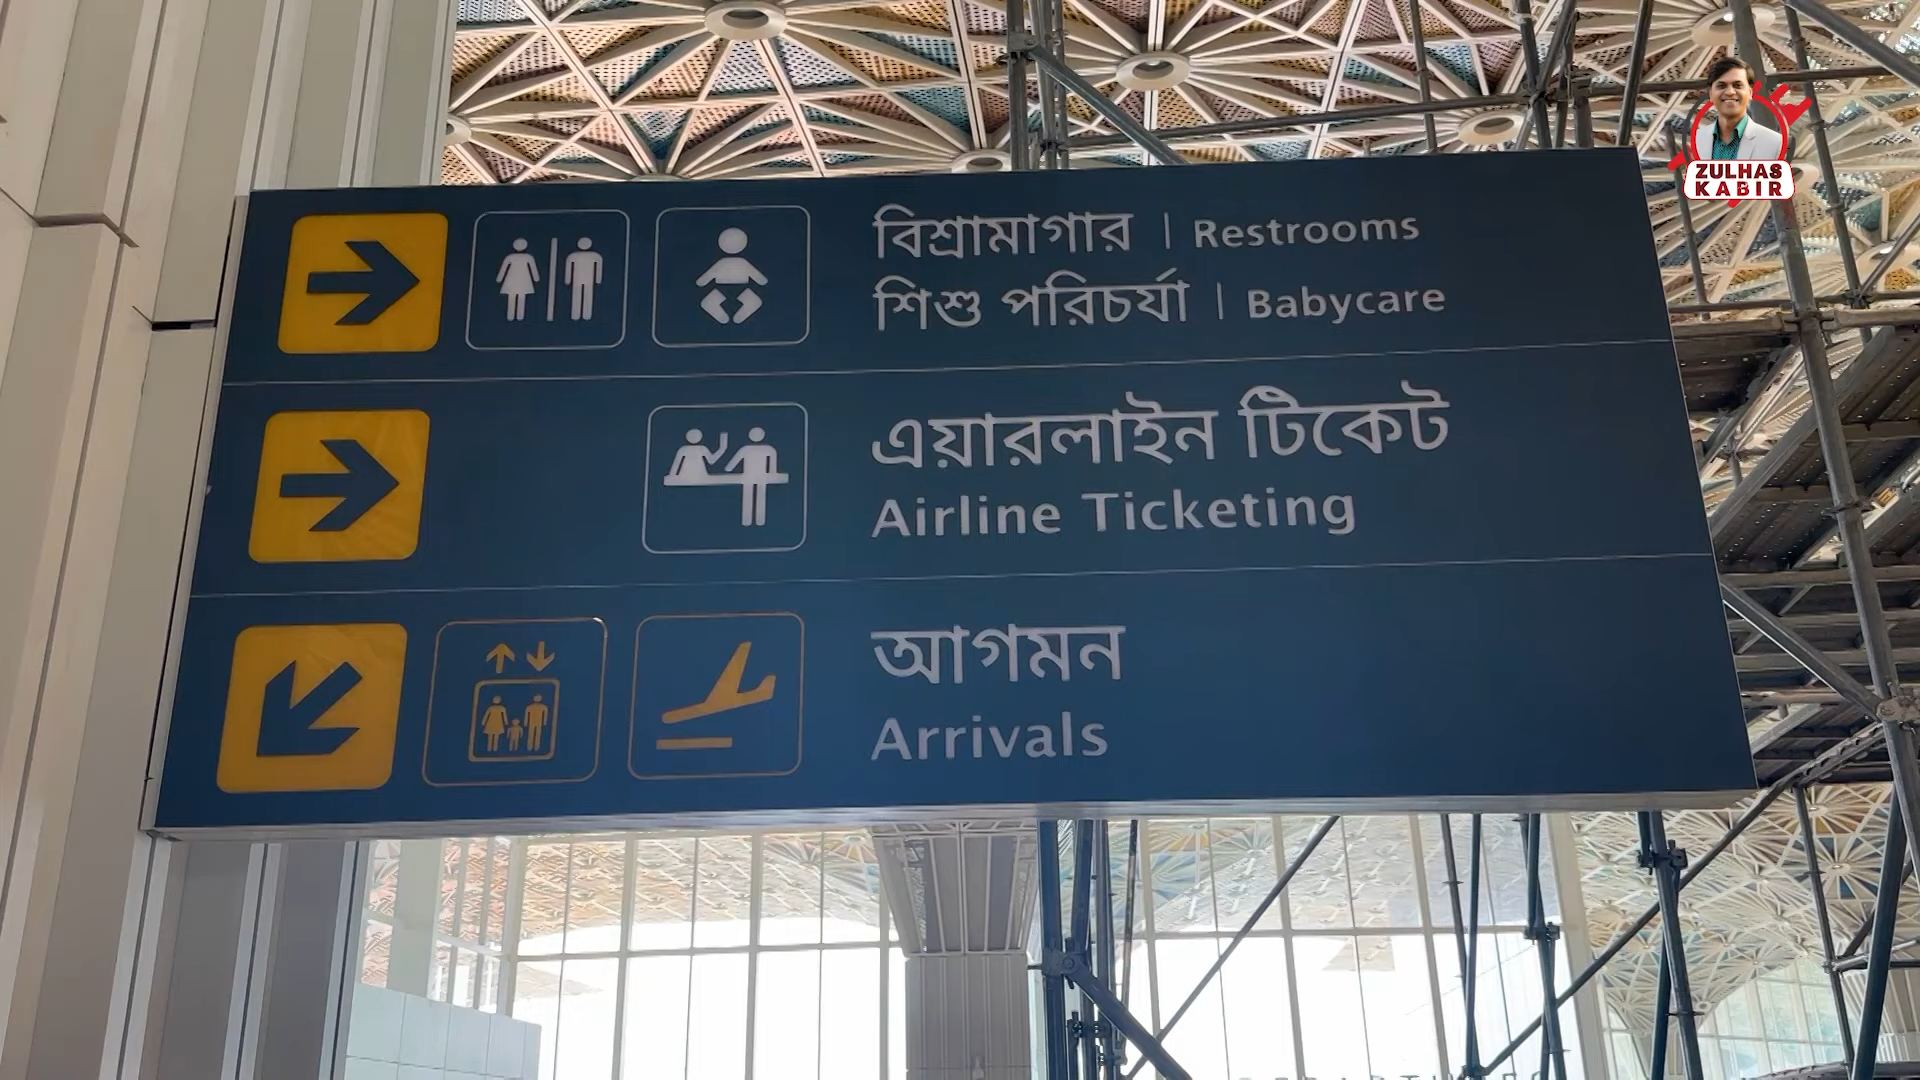 বিশ্রামাগার | Restrooms
শিশু পরিচর্যা | Babycare
এয়ারলাইন টিকেট
Airline Ticketing
আগমন
Arrivals
ZULHAS
KABIR